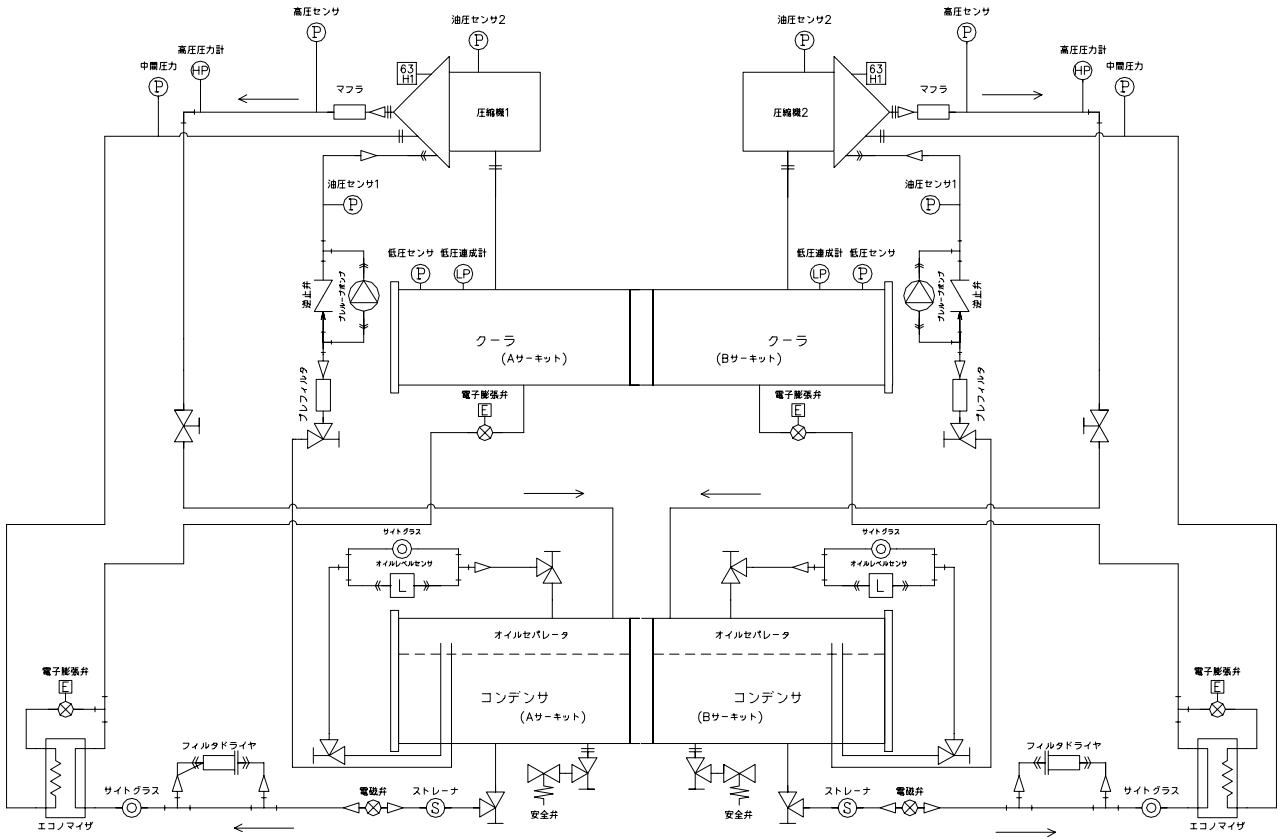 高圧センサ
油圧センサ2
油圧センサ2
高圧センサ
P
P
P
P
高圧圧力計
高圧圧力計
中間圧力
HP
63
H1
63
H1
HP
中間圧力
P
マフラ
圧縮機1
圧縮機2
マフラ
P
油圧センサ1
P
油圧センサ1
P
低圧センサ
低圧連成計
低圧連成計
低圧センサ
P
LP
LP
P
逆止弁
プレルーブポンプ
プレルーブポンプ
逆止弁
クーラ
(Aサーキット)
クーラ
(Bサーキット)
プレフィルタ
プレフィルタ
電子膨張弁
E
電子膨張弁
E
サイトグラス
サイトグラス
オイルレベルセンサ
オイルレベルセンサ
L
L
オイルセパレータ
オイルセパレータ
電子膨張弁
E
コンデンサ
(Aサーキット)
コンデンサ
(Bサーキット)
電子膨張弁
E
フィルタドライヤ
フィルタドライヤ
サイトグラス
電磁弁
ストレーナ
S
安全弁
安全弁
ストレーナ
S
電磁弁
サイトグラス
エコノマイザ
エコノマイザ